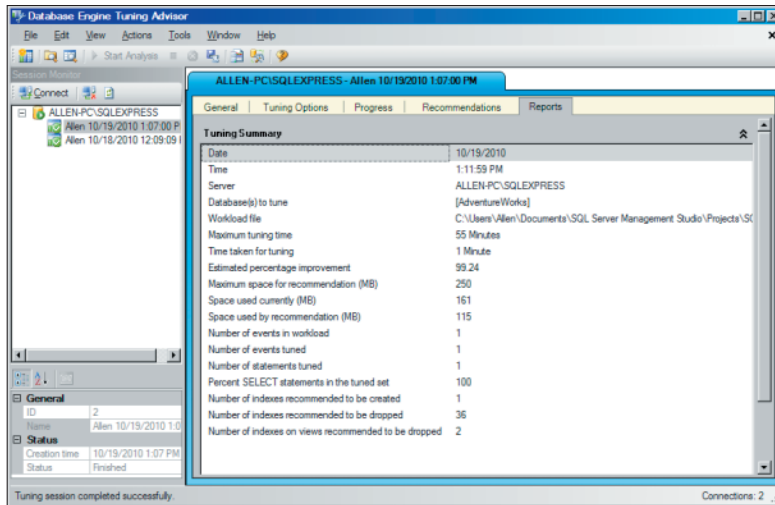 Database Engine Tuning Advisor
File Edit View Actions Tools Window Help
Start Analysis
Session Monitor
Connect
ALLEN-PC\SQLEXPRESS
Allen 10/19/2010 1:07:00 P
Allen 10/18/2010 12:09:09
ALLEN-PC\SQLEXPRESS - Allen 10/19/2010 1:07:00 PM
General Tuning Options Progress Recommendations Reports
Tuning Summary
Date 10/19/2010
Time 1:11:59 PM
Server ALLEN-PC\SQLEXPRESS
Database(s) to tune [AdventureWorks]
Workload file C:\Users\Allen\Documents\SQL Server Management Studio\Projects\SQ
Maximum tuning time 55 Minutes
Time taken for tuning 1 Minute
Estimated percentage improvement 99.24
Maximum space for recommendation (MB) 250
Space used currently (MB) 161
Space used by recommendation (MB) 115
Number of events in workload 1
Number of events tuned 1
Number of statements tuned 1
Percent SELECT statements in the tuned set 100
Number of indexes recommended to be created 1
Number of indexes recommended to be dropped 36
Number of indexes on views recommended to be dropped 2
General
ID 2
Name Allen 10/19/2010 1:0
Status
Creation time 10/19/2010 1:07 PM
Status Finished
Tuning session completed successfully.
Connections: 2